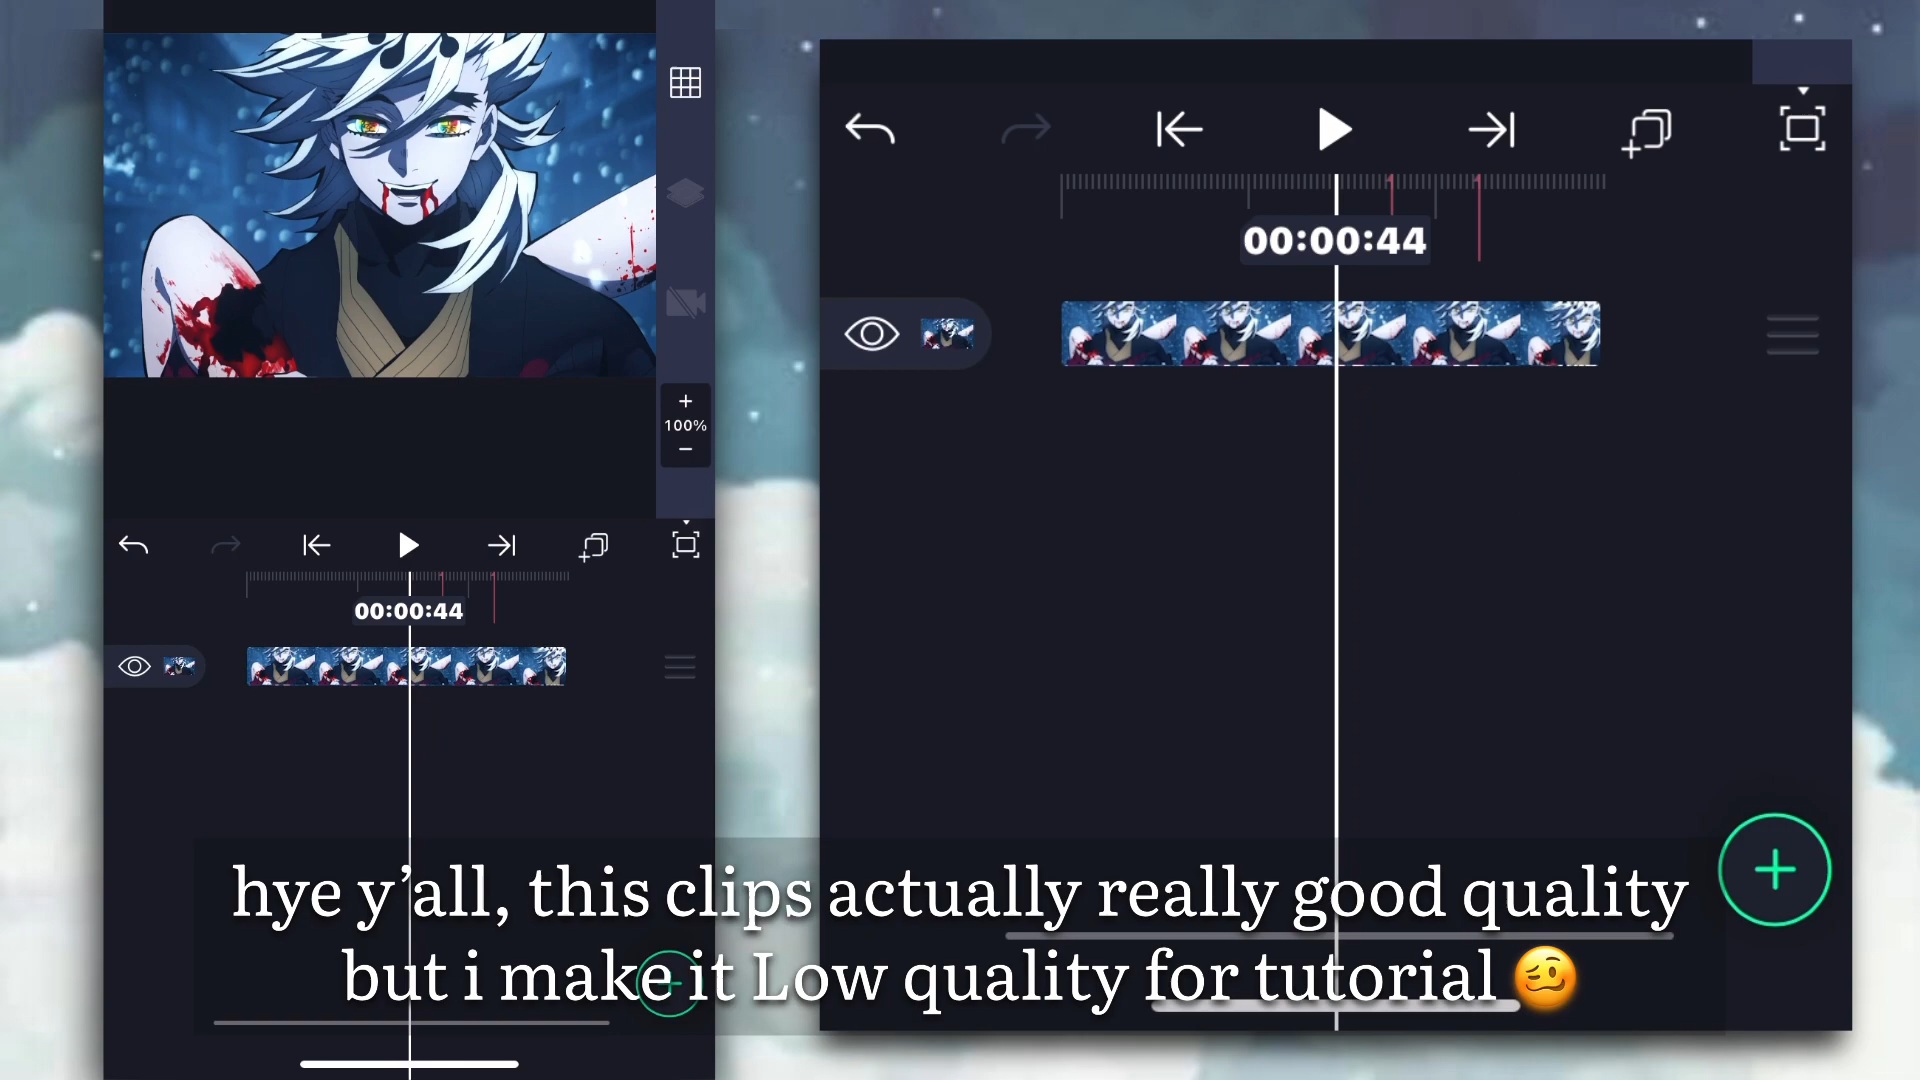 +
100%
−
00:00:44
00:00:44
hye y’all, this clips actually really good quality
but i make it Low quality for tutorial 🥴